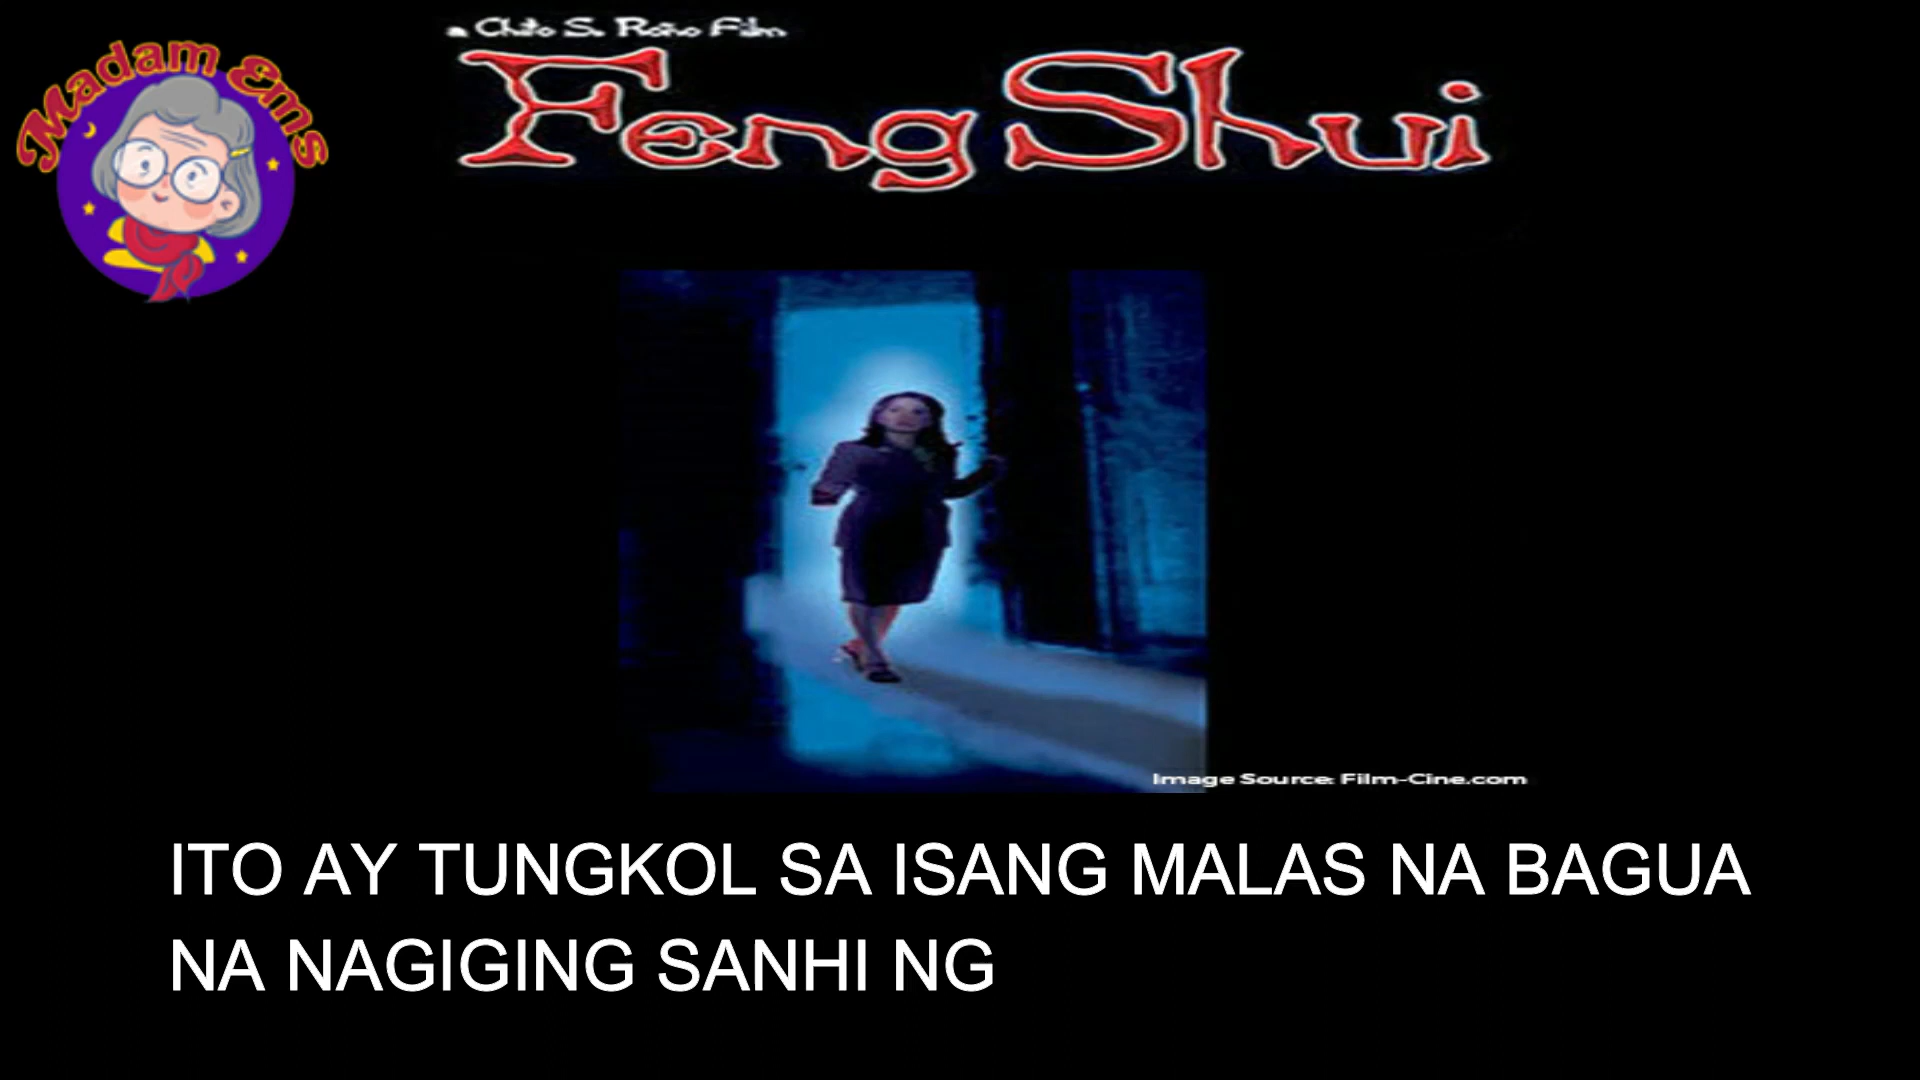 a Chito S. Roño Film
Feng Shui
Madam Ems
Image Source: Film-Cine.com
ITO AY TUNGKOL SA ISANG MALAS NA BAGUA
NA NAGIGING SANHI NG